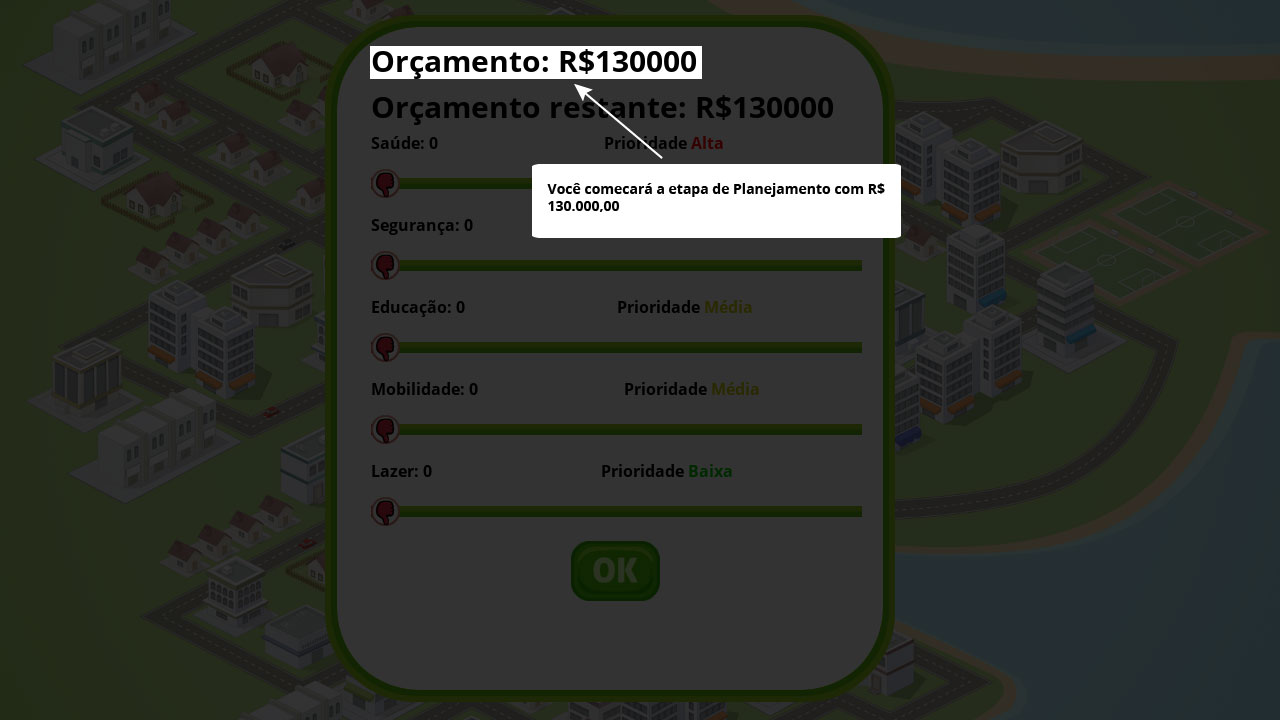 Orçamento: R$130000
Orçamento restante: R$130000
Saúde: 0 Prioridade Alta
Você comecará a etapa de Planejamento com R$
130.000,00
Segurança: 0
Educação: 0 Prioridade Média
Mobilidade: 0 Prioridade Média
Lazer: 0 Prioridade Baixa
OK